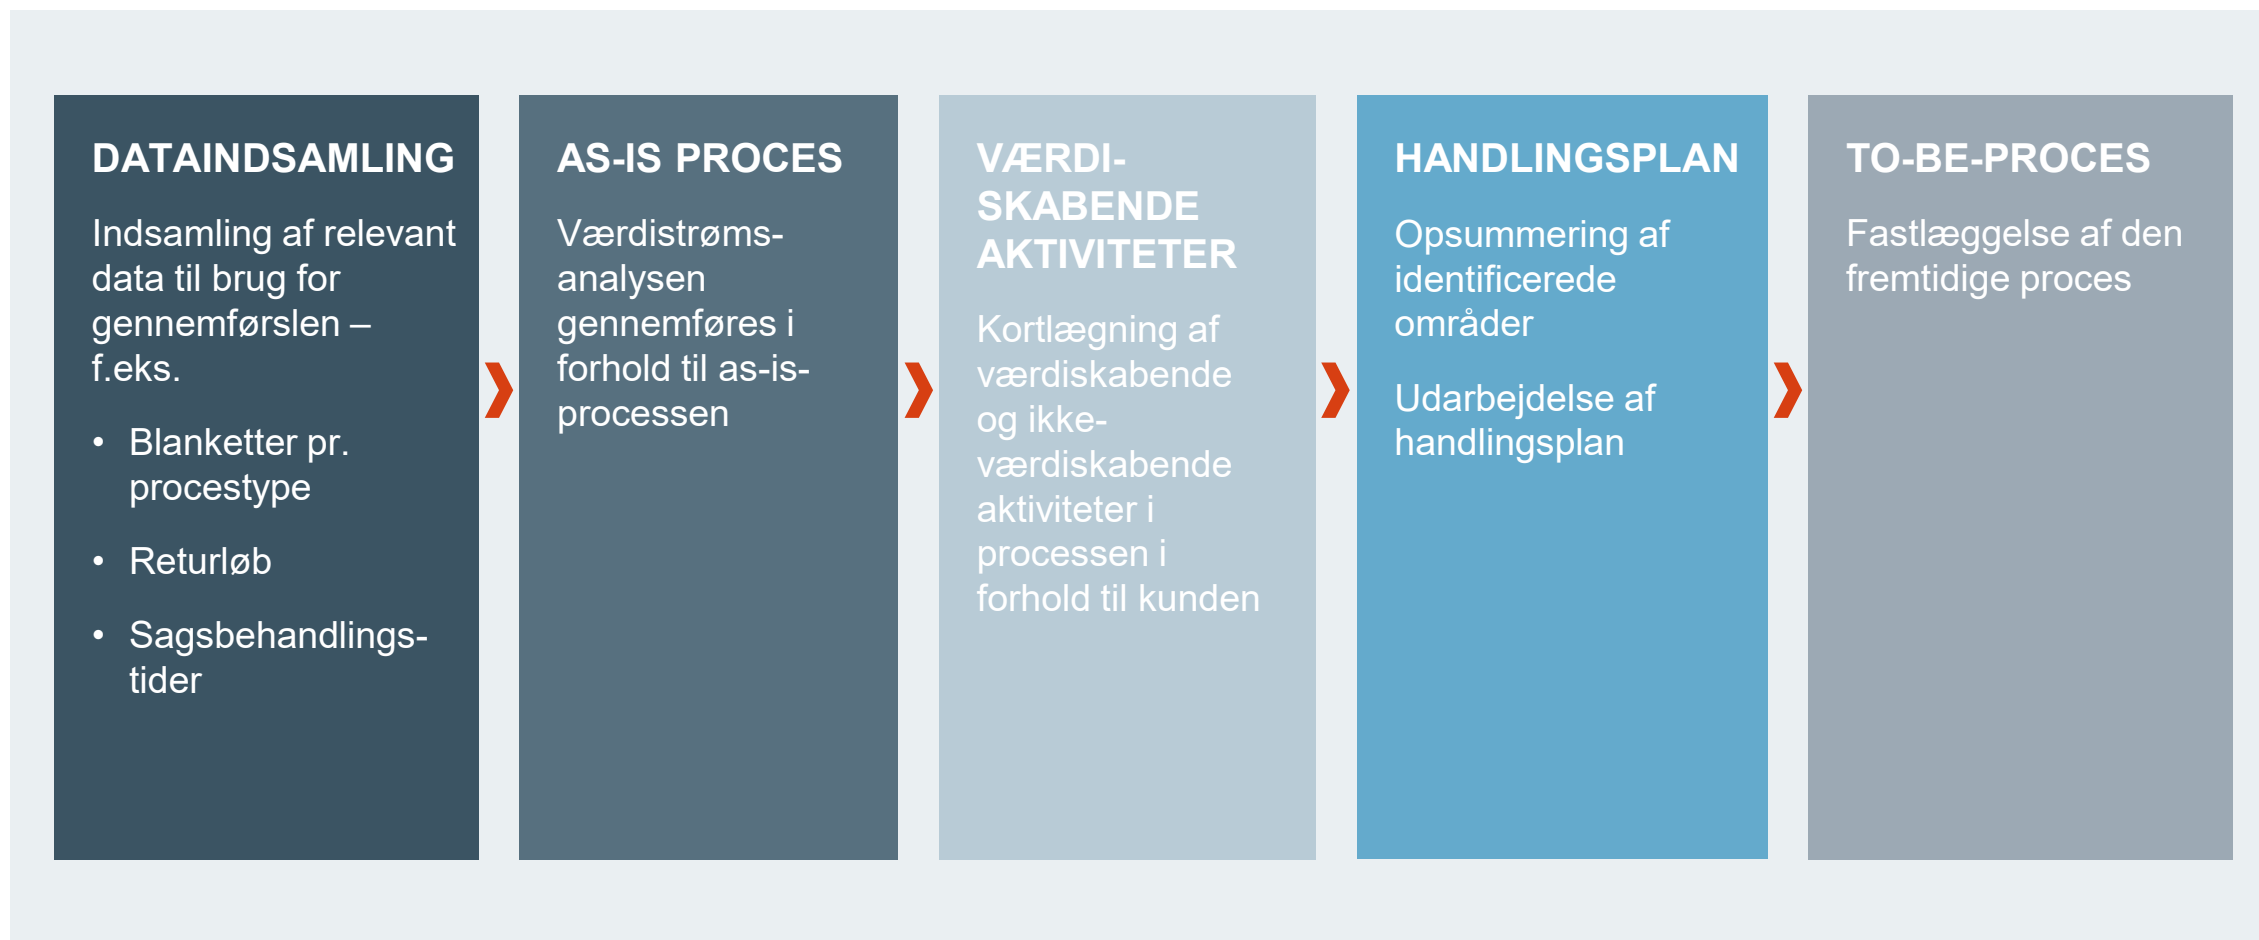 DATAINDSAMLING
Indsamling af relevant
data til brug for
gennemførslen –
f.eks.
• Blanketter pr.
procestype
• Returløb
• Sagsbehandlings-
tider
AS-IS PROCES
Værdistrøms-
analysen
gennemføres i
forhold til as-is-
processen
VÆRDI-
SKABENDE
AKTIVITETER
Kortlægning af
værdiskabende
og ikke-
værdiskabende
aktiviteter i
processen i
forhold til kunden
HANDLINGSPLAN
Opsummering af
identificerede
områder
Udarbejdelse af
handlingsplan
TO-BE-PROCES
Fastlæggelse af den
fremtidige proces